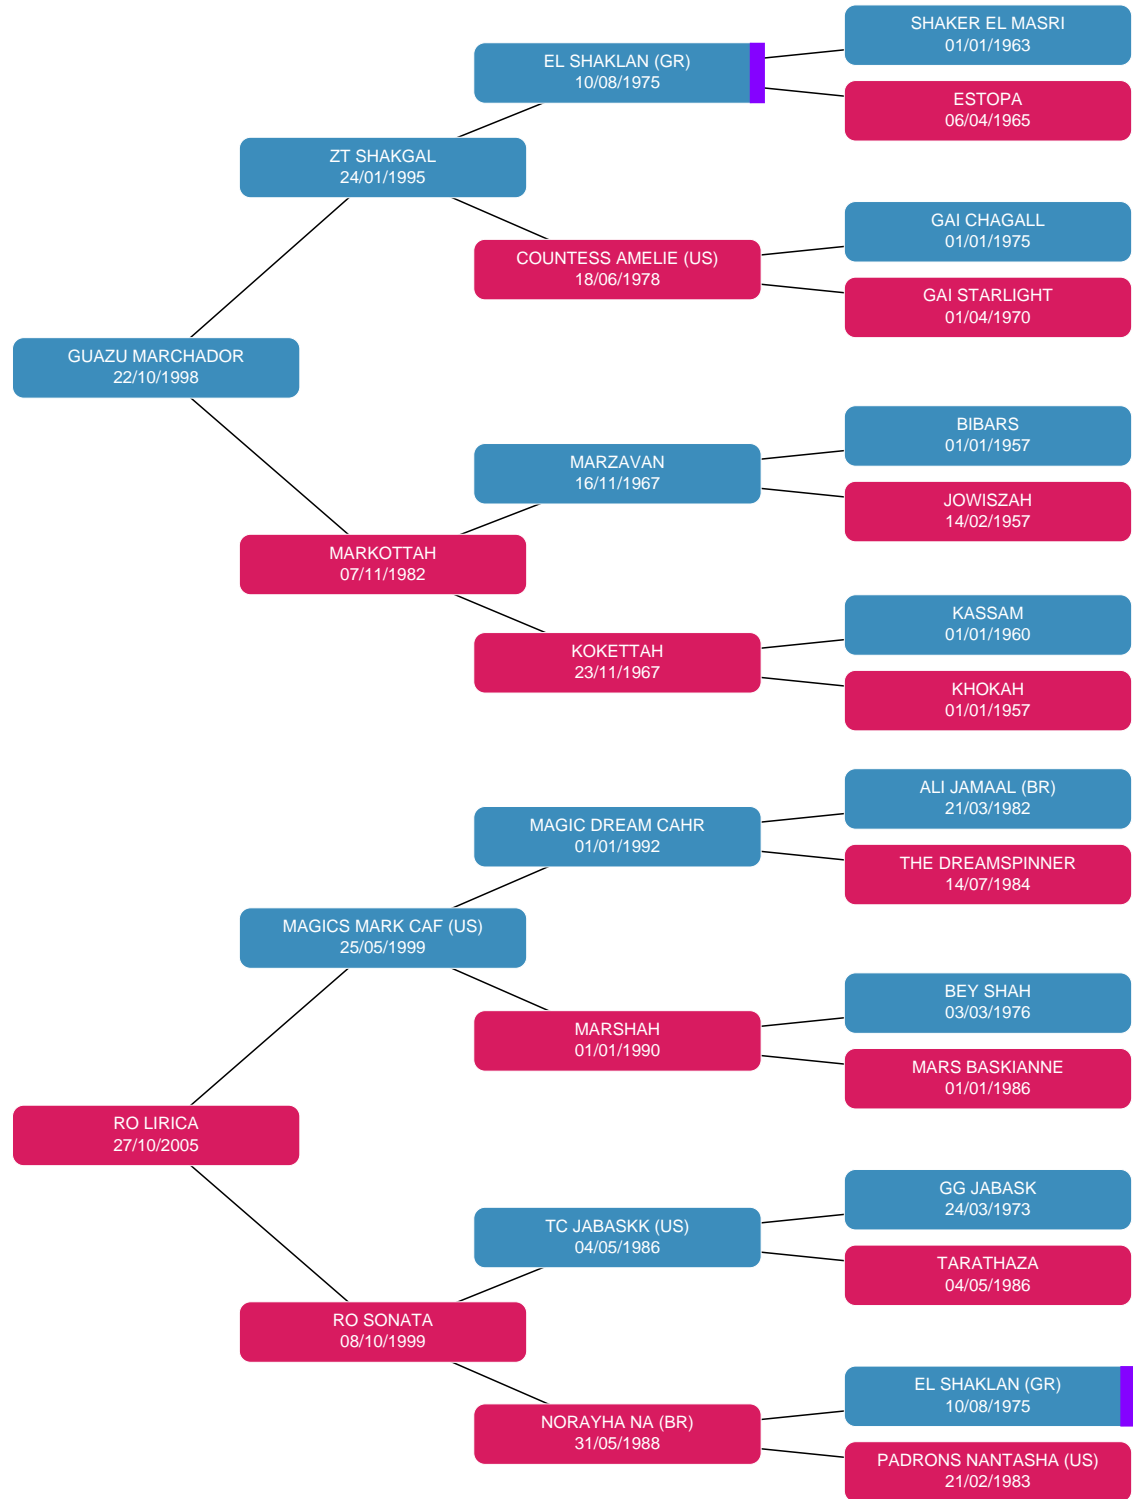 SHAKER EL MASRI
01/01/1963
EL SHAKLAN (GR)
10/08/1975
ESTOPA
06/04/1965
ZT SHAKGAL
24/01/1995
GAI CHAGALL
01/01/1975
COUNTESS AMELIE (US)
18/06/1978
GAI STARLIGHT
01/04/1970
GUAZU MARCHADOR
22/10/1998
BIBARS
01/01/1957
MARZAVAN
16/11/1967
JOWISZAH
14/02/1957
MARKOTTAH
07/11/1982
KASSAM
01/01/1960
KOKETTAH
23/11/1967
KHOKAH
01/01/1957
ALI JAMAAL (BR)
21/03/1982
MAGIC DREAM CAHR
01/01/1992
THE DREAMSPINNER
14/07/1984
MAGICS MARK CAF (US)
25/05/1999
BEY SHAH
03/03/1976
MARSHAH
01/01/1990
MARS BASKIANNE
01/01/1986
RO LIRICA
27/10/2005
GG JABASK
24/03/1973
TC JABASKK (US)
04/05/1986
TARATHAZA
04/05/1986
RO SONATA
08/10/1999
EL SHAKLAN (GR)
10/08/1975
NORAYHA NA (BR)
31/05/1988
PADRONS NANTASHA (US)
21/02/1983